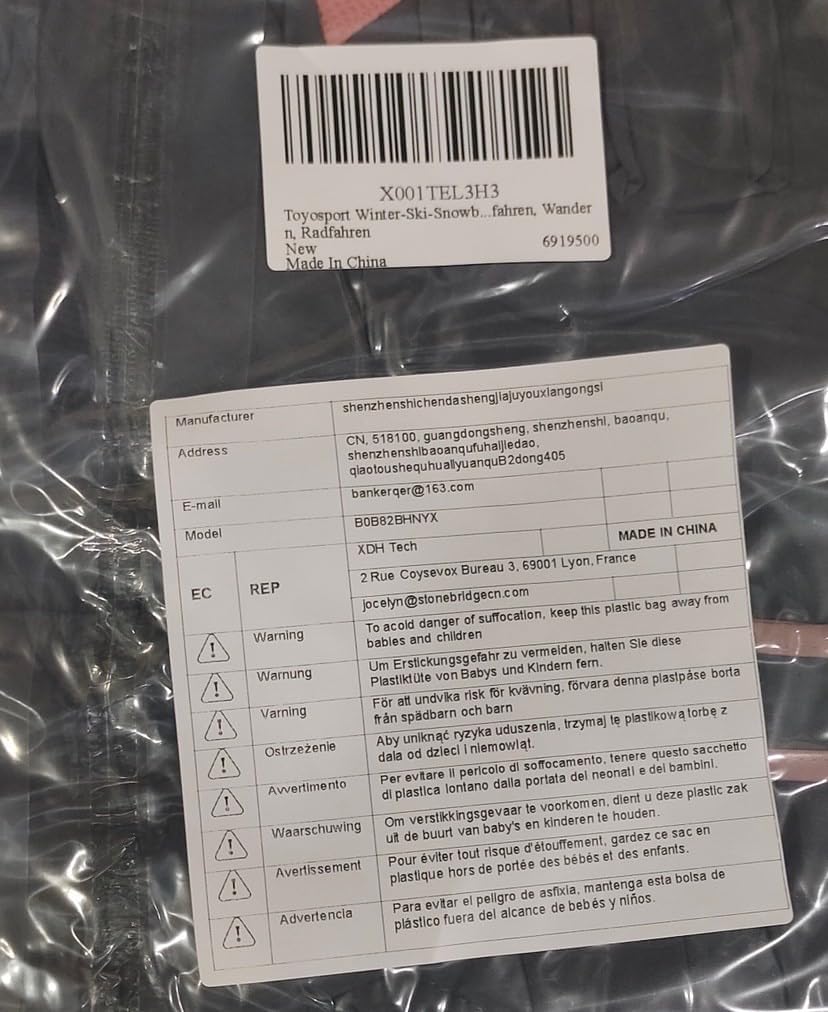 X001TEL3H3
Toyosport Winter-Ski-Snowb...fahren, Wander
n, Radfahren
New
6919500
Made In China
Manufacturer
shenzhenshichendashengjiajuyouxiangongsi
Address
CN, 518100, guangdongsheng, shenzhenshi, baoanqu,
shenzhenshibaoanqufuhaijiedao,
qiaotoushequhualiyuanquB2dong405
E-mail
bankerqer@163.com
Model
B0B82BHNYX
EC
REP
XDH Tech
MADE IN CHINA
2 Rue Coysevox Bureau 3, 69001 Lyon, France
jocelyn@stonebridgecn.com
Warning
To acoid danger of suffocation, keep this plastic bag away from
babies and children
Warnung
Um Erstickungsgefahr zu vermeiden, halten Sie diese
Plastiktüte von Babys und Kindern fern.
Varning
För att undvika risk för kvävning, förvara denna plastpåse borta
från spädbarn och barn
Ostrzeżenie
Aby uniknąć ryzyka uduszenia, trzymaj tę plastikową torbę z
dala od dzieci i niemowląt.
Avvertimento
Per evitare il pericolo di soffocamento, tenere questo sacchetto
di plastica lontano dalla portata dei neonati e dei bambini.
Waarschuwing
Om verstikkingsgevaar te voorkomen, dient u deze plastic zak
uit de buurt van baby's en kinderen te houden.
Avertissement
Pour éviter tout risque d'étouffement, gardez ce sac en
plastique hors de portée des bébés et des enfants.
Advertencia
Para evitar el peligro de asfixia, mantenga esta bolsa de
plástico fuera del alcance de bebés y niños.